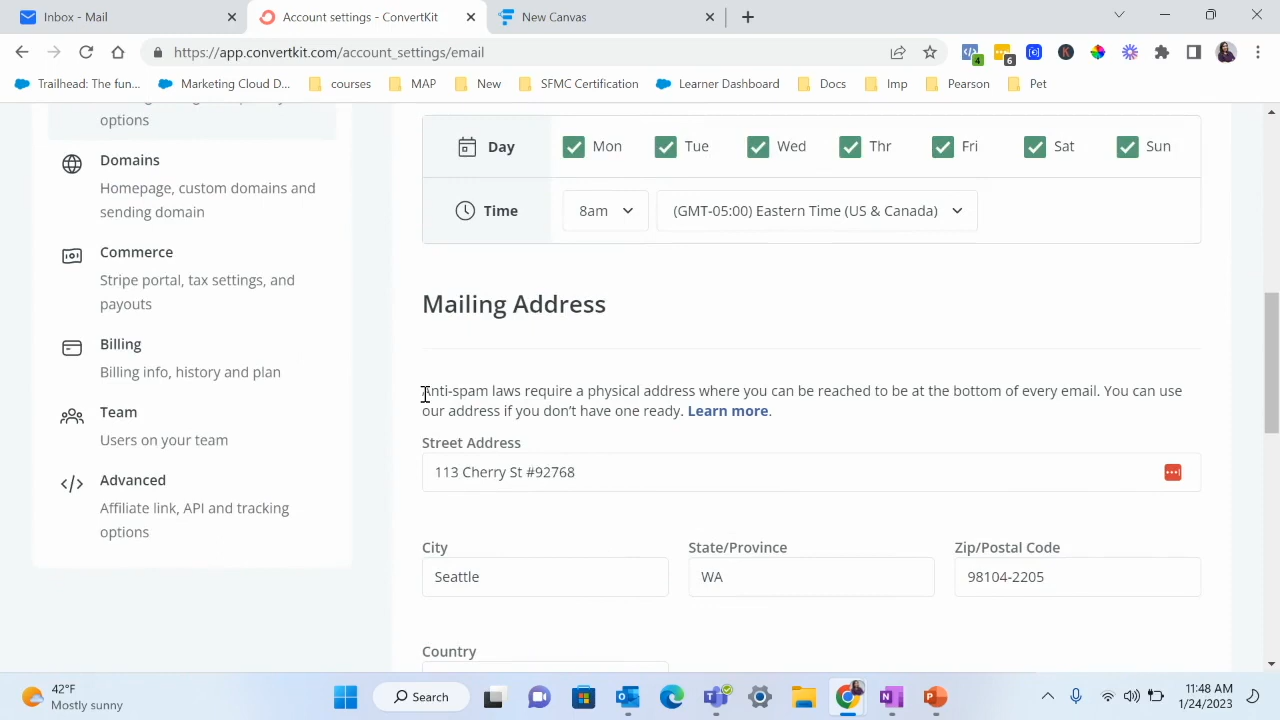 Inbox - Mail
Account settings - ConvertKit
New Canvas
https://app.convertkit.com/account_settings/email
4
6
K
Trailhead: The fun...
Marketing Cloud D...
courses
MAP
New
SFMC Certification
Learner Dashboard
Docs
Imp
Pearson
Pet
options
Domains
Homepage, custom domains and
sending domain
Commerce
Stripe portal, tax settings, and
payouts
Billing
Billing info, history and plan
Team
Users on your team
Advanced
Affiliate link, API and tracking
options
Day
Mon
Tue
Wed
Thr
Fri
Sat
Sun
Time
8am
(GMT-05:00) Eastern Time (US & Canada)
Mailing Address
Anti-spam laws require a physical address where you can be reached to be at the bottom of every email. You can use
our address if you don't have one ready. Learn more.
Street Address
113 Cherry St #92768
City
State/Province
Zip/Postal Code
Seattle
WA
98104-2205
Country
42°F
Mostly sunny
Search
11:48 AM
1/24/2023